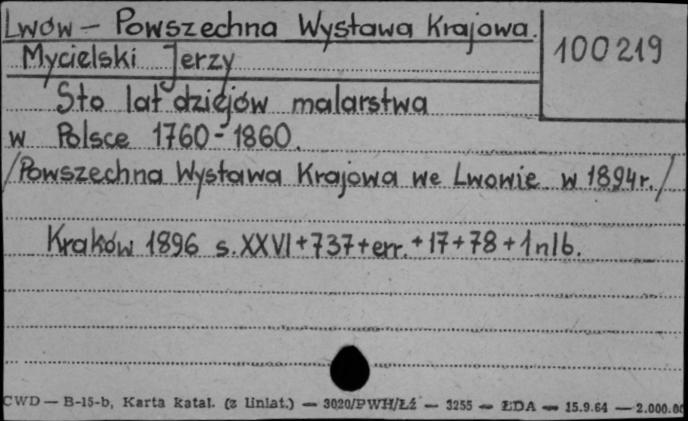 Lwów – Powszechna Wystawa Krajowa.
100219
Mycielski Jerzy
Sto lat dziejów malarstwa
w Polsce 1760-1860.
/Powszechna Wystawa Krajowa we Lwowie w 1894r./
Kraków 1896 s. XXVI+737+err.+17+78+1nlb.
CWD — B-15-b, Karta katal. (z liniat.) — 3020/PWH/Łź — 3255 — ŁDA — 15.9.64 — 2.000.00